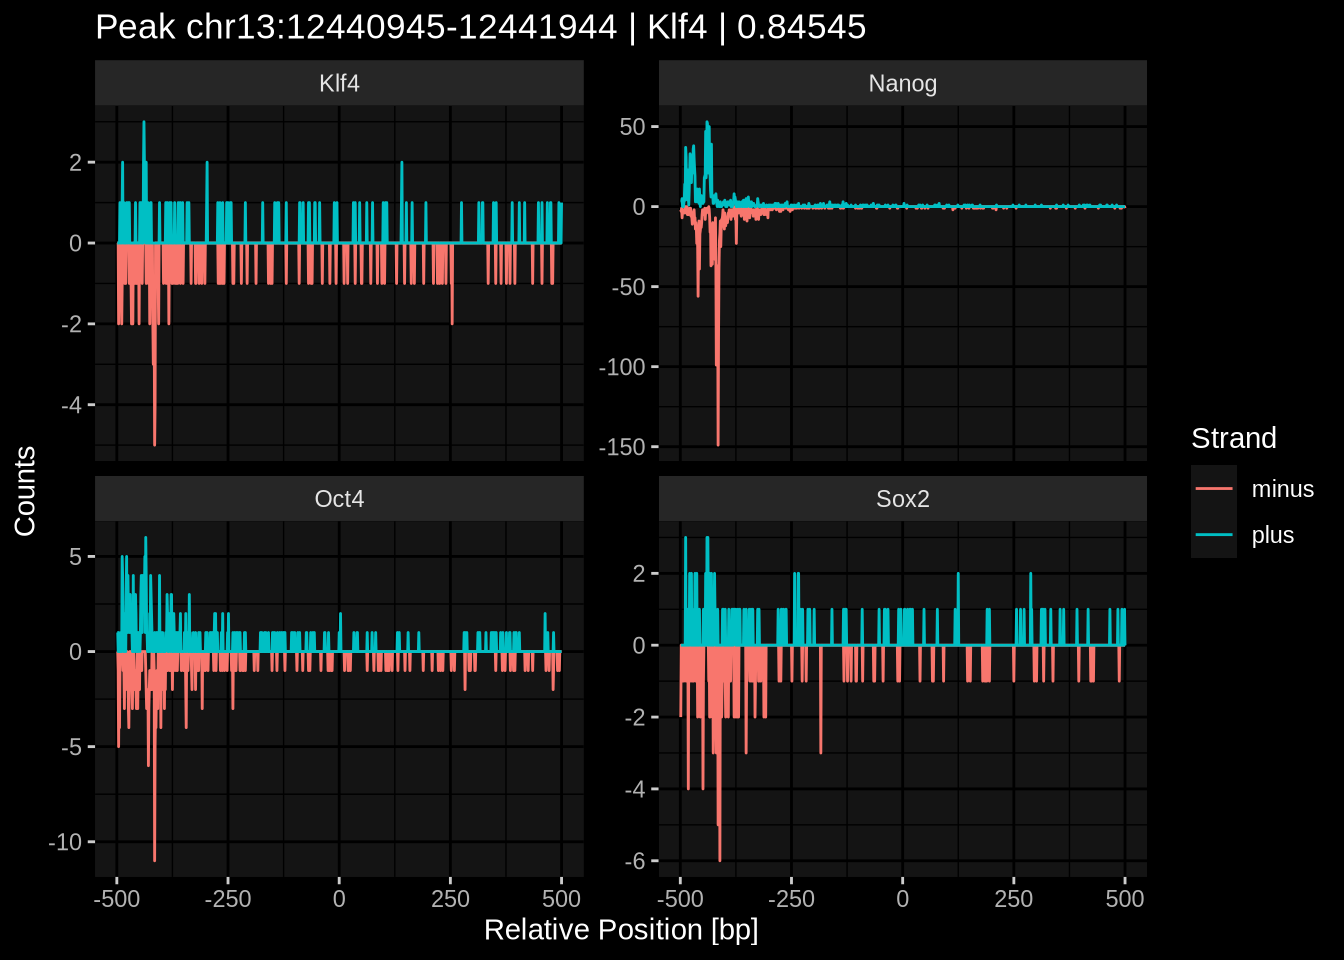 Peak chr13:12440945-12441944 | Klf4 | 0.84545
Klf4
Nanog
2
0
-2
-4
50
0
-50
-100
-150
Counts
Oct4
Sox2
5
0
-5
-10
2
0
-2
-4
-6
-500 -250 0 250 500
-500 -250 0 250 500
Relative Position [bp]
Strand
minus
plus